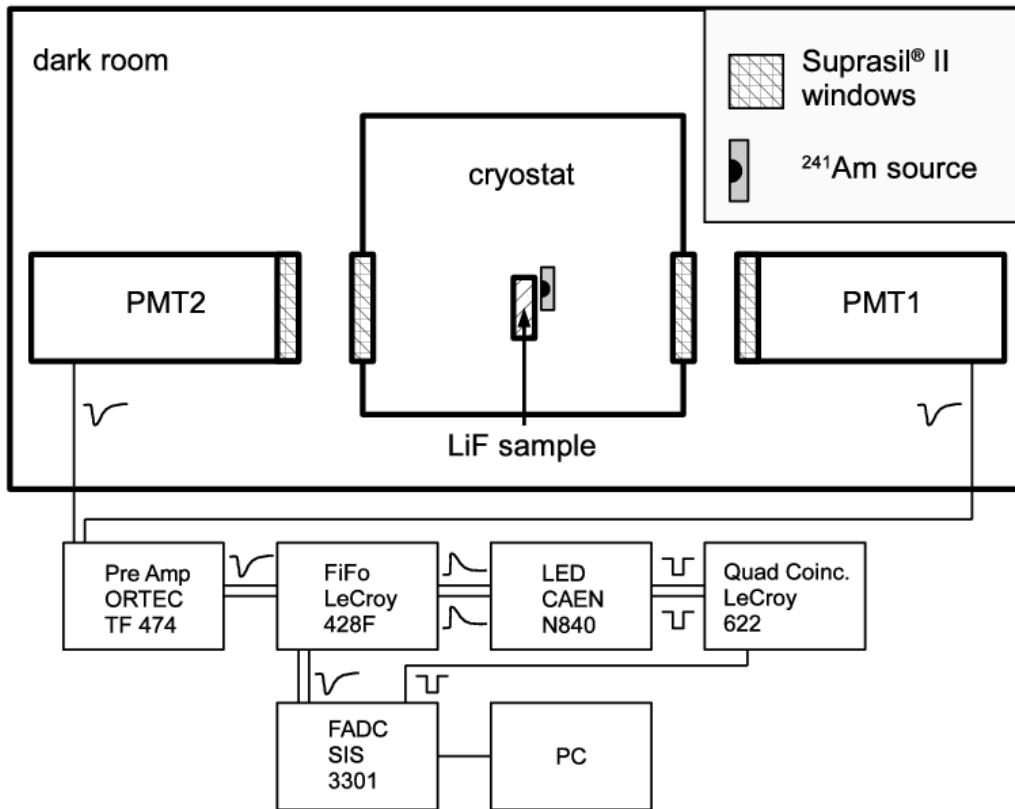 dark room
Suprasil® II
windows
²⁴¹Am source
cryostat
PMT2
PMT1
LiF sample
Pre Amp
ORTEC
TF 474
FiFo
LeCroy
428F
LED
CAEN
N840
Quad Coinc.
LeCroy
622
FADC
SIS
3301
PC